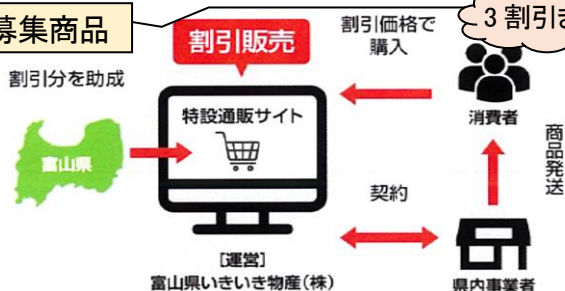 募集商品
3割引き
割引販売
割引価格で
購入
割引分を助成
特設通販サイト
富山県
消費者
商品発送
契約
[運営]
富山県いきいき物産(株)
県内事業者